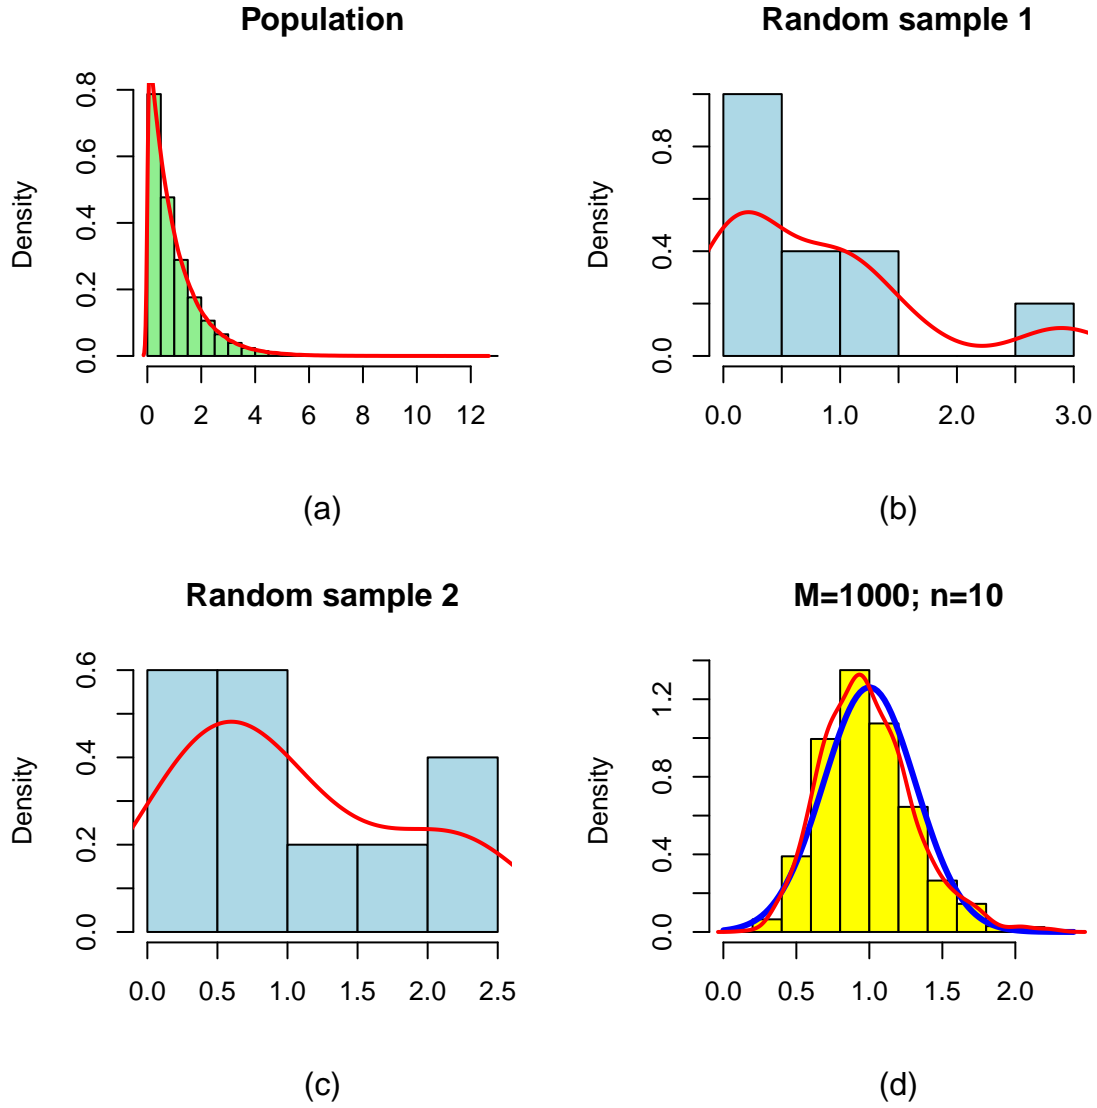 Population
Density
0.0 0.2 0.4 0.6 0.8
0 2 4 6 8 10 12
(a)
Random sample 1
Density
0.0 0.4 0.8
0.0 1.0 2.0 3.0
(b)
Random sample 2
Density
0.0 0.2 0.4 0.6
0.0 0.5 1.0 1.5 2.0 2.5
(c)
M=1000; n=10
Density
0.0 0.4 0.8 1.2
0.0 0.5 1.0 1.5 2.0
(d)